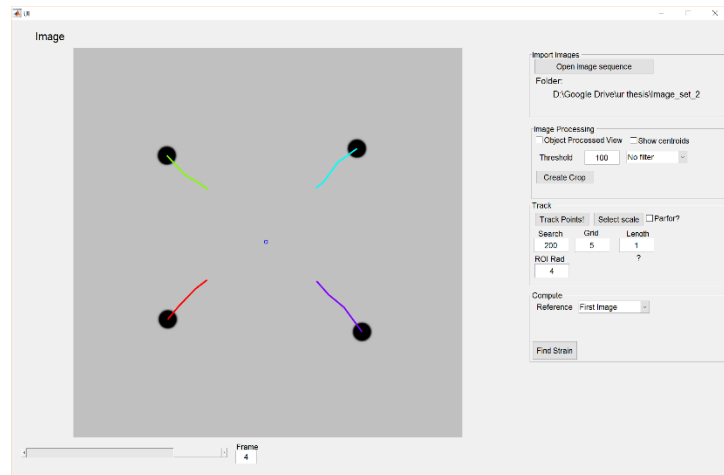 UI
Image
Import Images
Open image sequence
Folder:
D:\Google Drive\ur thesis\Image_set_2
Image Processing
Object Processed View Show centroids
Threshold 100 No filter
Create Crop
Track
Track Points! Select scale Parfor?
Search Grid Length
200 5 1
ROI Rad ?
4
Compute
Reference First Image
Find Strain
Frame
4